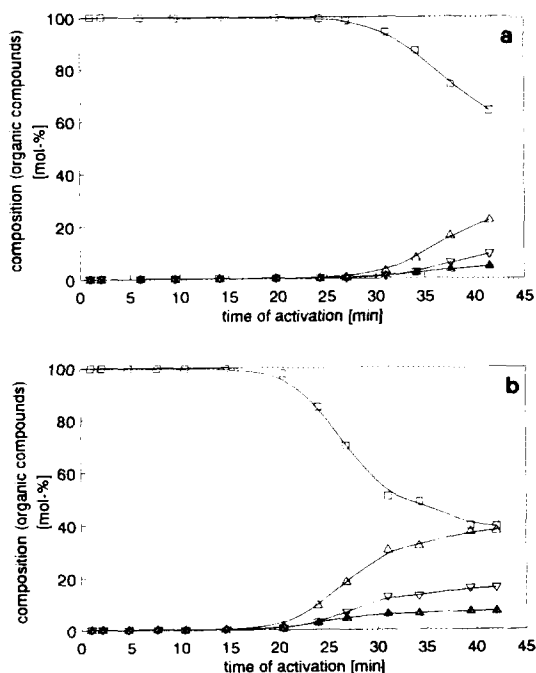 a
composition (organic compounds)
[mol-%]
100
80
60
40
20
0
0 5 10 15 20 25 30 35 40 45
time of activation [min]
b
composition (organic compounds)
[mol-%]
100
80
60
40
20
0
0 5 10 15 20 25 30 35 40 45
time of activation [min]